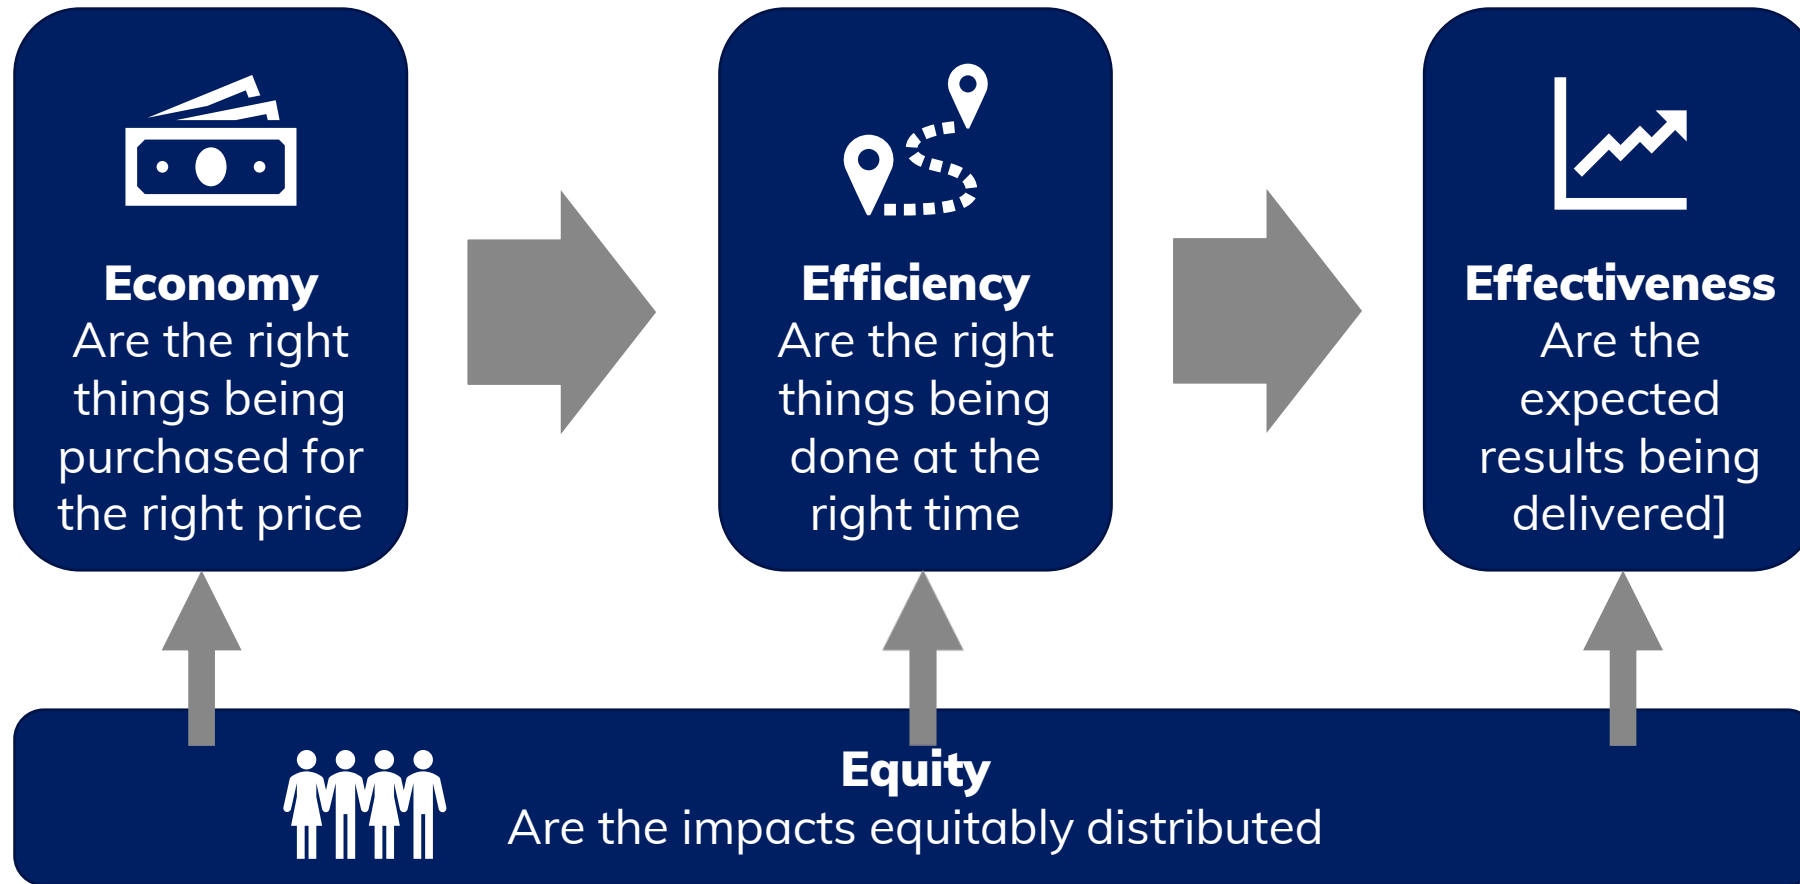 Economy
Are the right
things being
purchased for
the right price
Efficiency
Are the right
things being
done at the
right time
Effectiveness
Are the
expected
results being
delivered]
Equity
Are the impacts equitably distributed